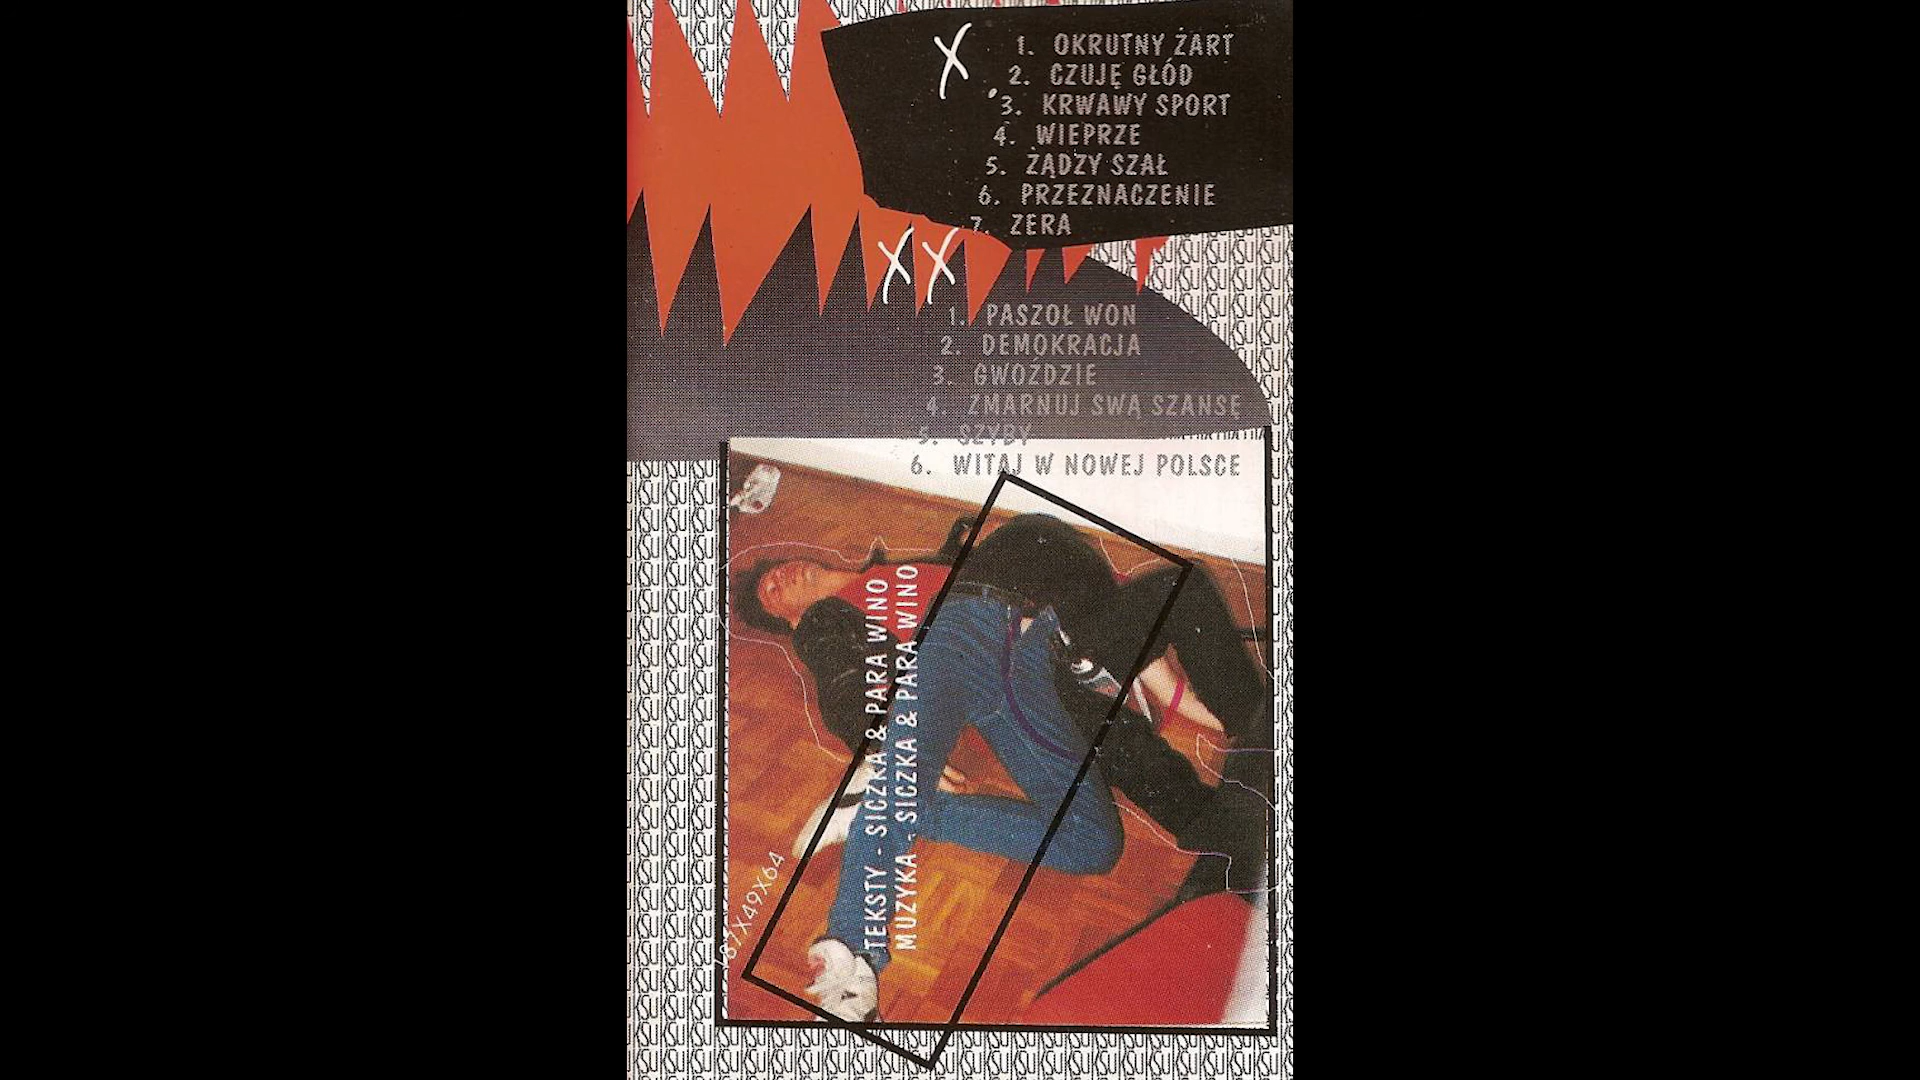 X
1. OKRUTNY ŻART
2. CZUJĘ GŁÓD
3. KRWAWY SPORT
4. WIEPRZE
5. ŻĄDZY SZAŁ
6. PRZEZNACZENIE
7. ZERA
XX
1. PASZOŁ WON
2. DEMOKRACJA
3. GWOŹDZIE
4. ZMARNUJ SWĄ SZANSĘ
5. SZYBY
6. WITAJ W NOWEJ POLSCE
TEKSTY - SICZKA & PARA WINO
MUZYKA - SICZKA & PARA WINO
187X49X64
KSU